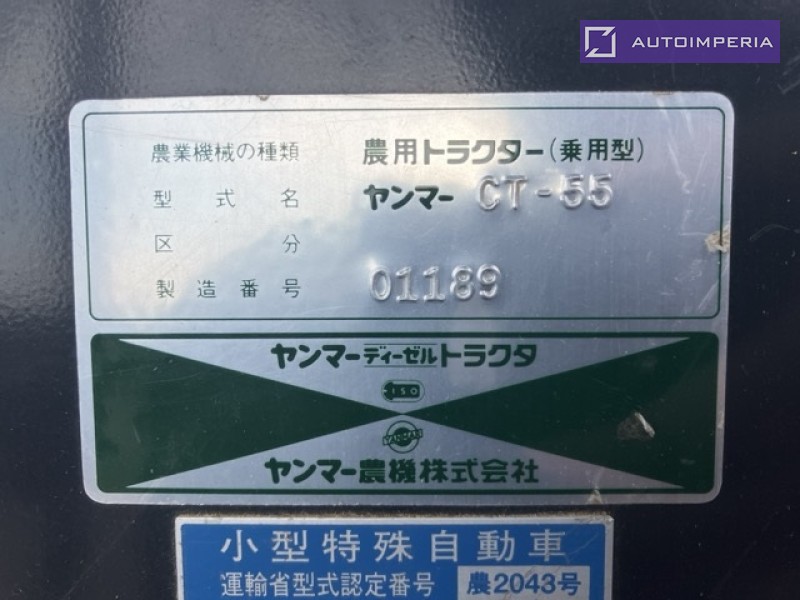 AUTOIMPERIA
農業機械の種類 農用トラクター(乗用型)
型式名 ヤンマー CT-55
区分
製造番号 01189
ヤンマーディーゼルトラクタ
ISO
YANMAR
ヤンマー農機株式会社
小型特殊自動車
運輸省型式認定番号 農2043号